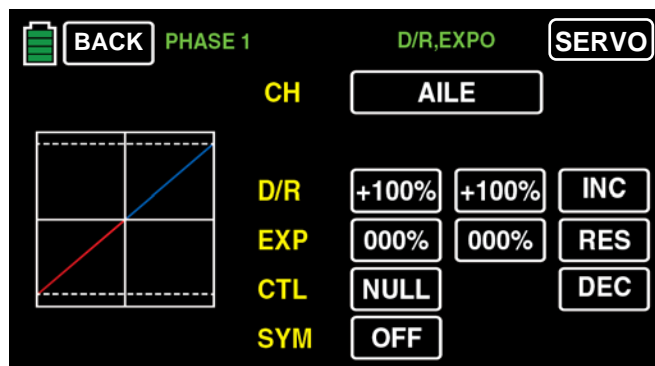 BACK PHASE 1 D/R,EXPO SERVO
CH AILE
D/R +100% +100% INC
EXP 000% 000% RES
CTL NULL DEC
SYM OFF